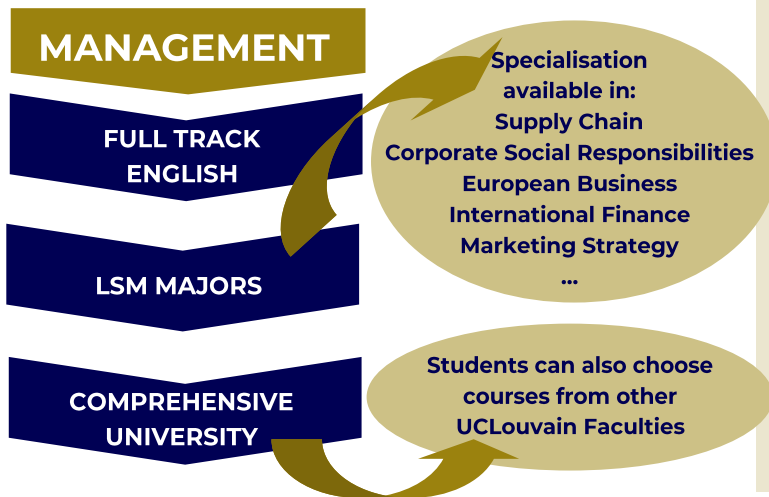 MANAGEMENT
FULL TRACK
ENGLISH
LSM MAJORS
COMPREHENSIVE
UNIVERSITY
Specialisation
available in:
Supply Chain
Corporate Social Responsibilities
European Business
International Finance
Marketing Strategy
...
Students can also choose
courses from other
UCLouvain Faculties